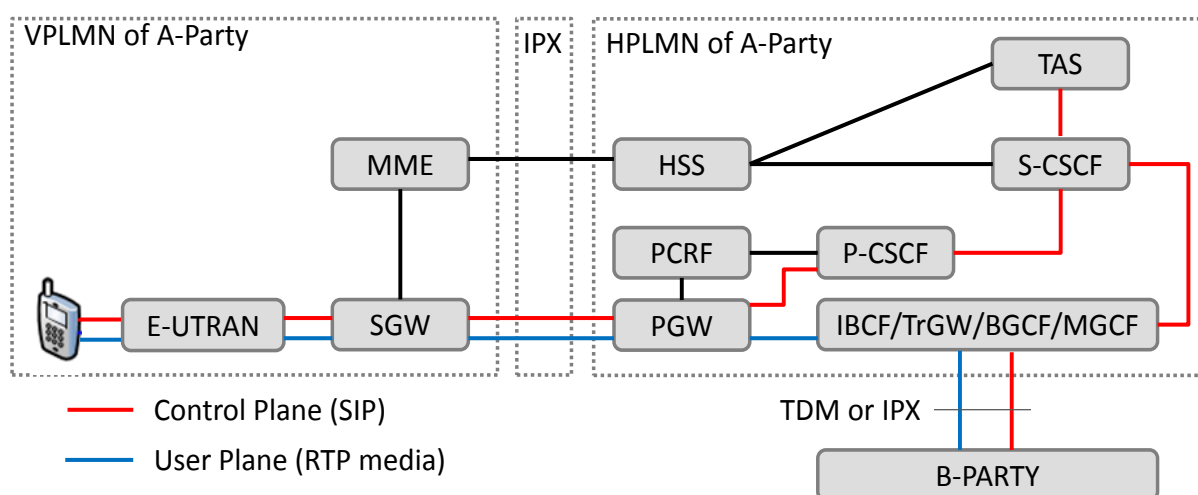 VPLMN of A-Party
IPX
HPLMN of A-Party
TAS
MME
HSS
S-CSCF
PCRF
P-CSCF
E-UTRAN
SGW
PGW
IBCF/TrGW/BGCF/MGCF
Control Plane (SIP)
TDM or IPX
User Plane (RTP media)
B-PARTY